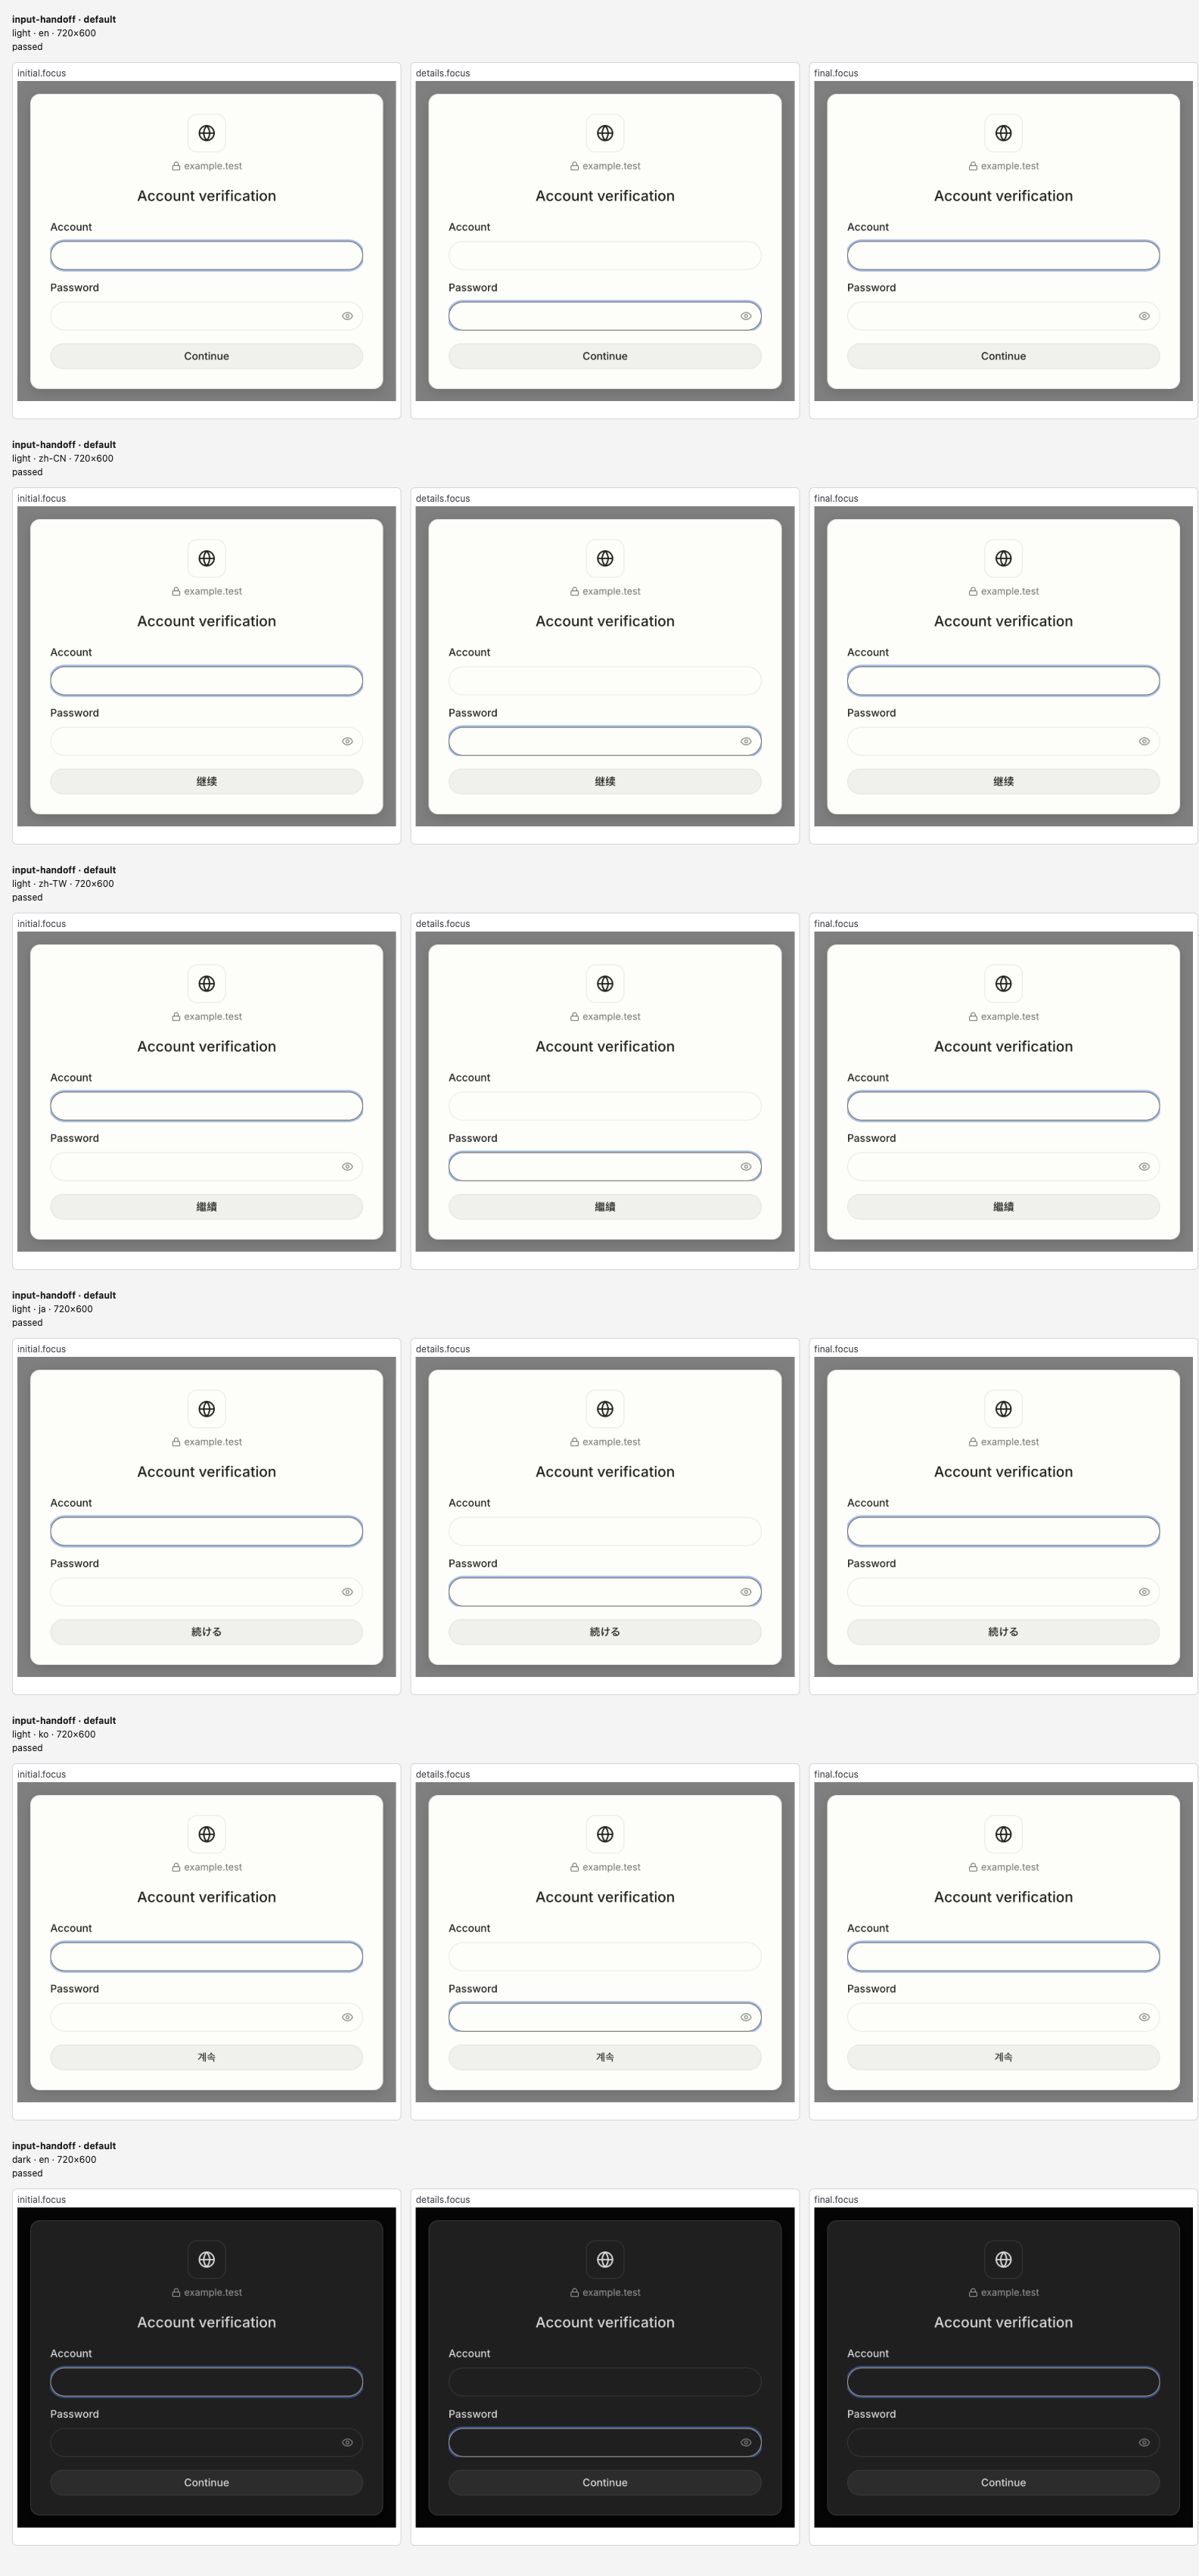 input-handoff · default
light · en · 720×600
passed
initial.focus
example.test
Account verification
Account
Password
Continue
details.focus
example.test
Account verification
Account
Password
Continue
final.focus
example.test
Account verification
Account
Password
Continue
input-handoff · default
light · zh-CN · 720×600
passed
initial.focus
example.test
Account verification
Account
Password
继续
details.focus
example.test
Account verification
Account
Password
继续
final.focus
example.test
Account verification
Account
Password
继续
input-handoff · default
light · zh-TW · 720×600
passed
initial.focus
example.test
Account verification
Account
Password
繼續
details.focus
example.test
Account verification
Account
Password
繼續
final.focus
example.test
Account verification
Account
Password
繼續
input-handoff · default
light · ja · 720×600
passed
initial.focus
example.test
Account verification
Account
Password
続ける
details.focus
example.test
Account verification
Account
Password
続ける
final.focus
example.test
Account verification
Account
Password
続ける
input-handoff · default
light · ko · 720×600
passed
initial.focus
example.test
Account verification
Account
Password
계속
details.focus
example.test
Account verification
Account
Password
계속
final.focus
example.test
Account verification
Account
Password
계속
input-handoff · default
dark · en · 720×600
passed
initial.focus
example.test
Account verification
Account
Password
Continue
details.focus
example.test
Account verification
Account
Password
Continue
final.focus
example.test
Account verification
Account
Password
Continue